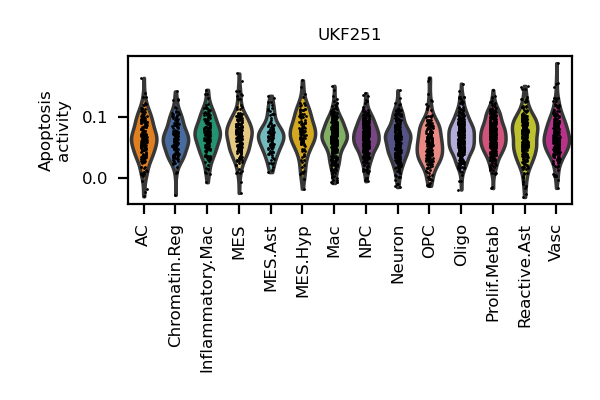 UKF251
Apoptosis
activity
0.1
0.0
AC
Chromatin.Reg
Inflammatory.Mac
MES
MES.Ast
MES.Hyp
Mac
NPC
Neuron
OPC
Oligo
Prolif.Metab
Reactive.Ast
Vasc